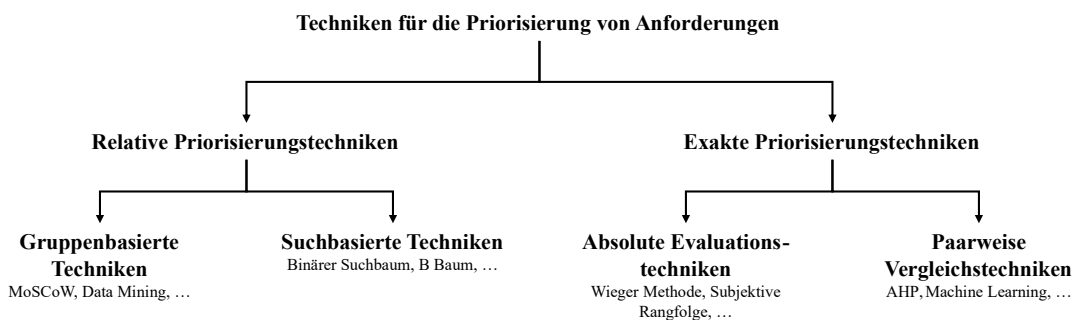 Techniken für die Priorisierung von Anforderungen
Relative Priorisierungstechniken
Exakte Priorisierungstechniken
Gruppenbasierte
Techniken
MoSCoW, Data Mining, …
Suchbasierte Techniken
Binärer Suchbaum, B Baum, …
Absolute Evaluations-
techniken
Wieger Methode, Subjektive
Rangfolge, …
Paarweise
Vergleichstechniken
AHP, Machine Learning, …